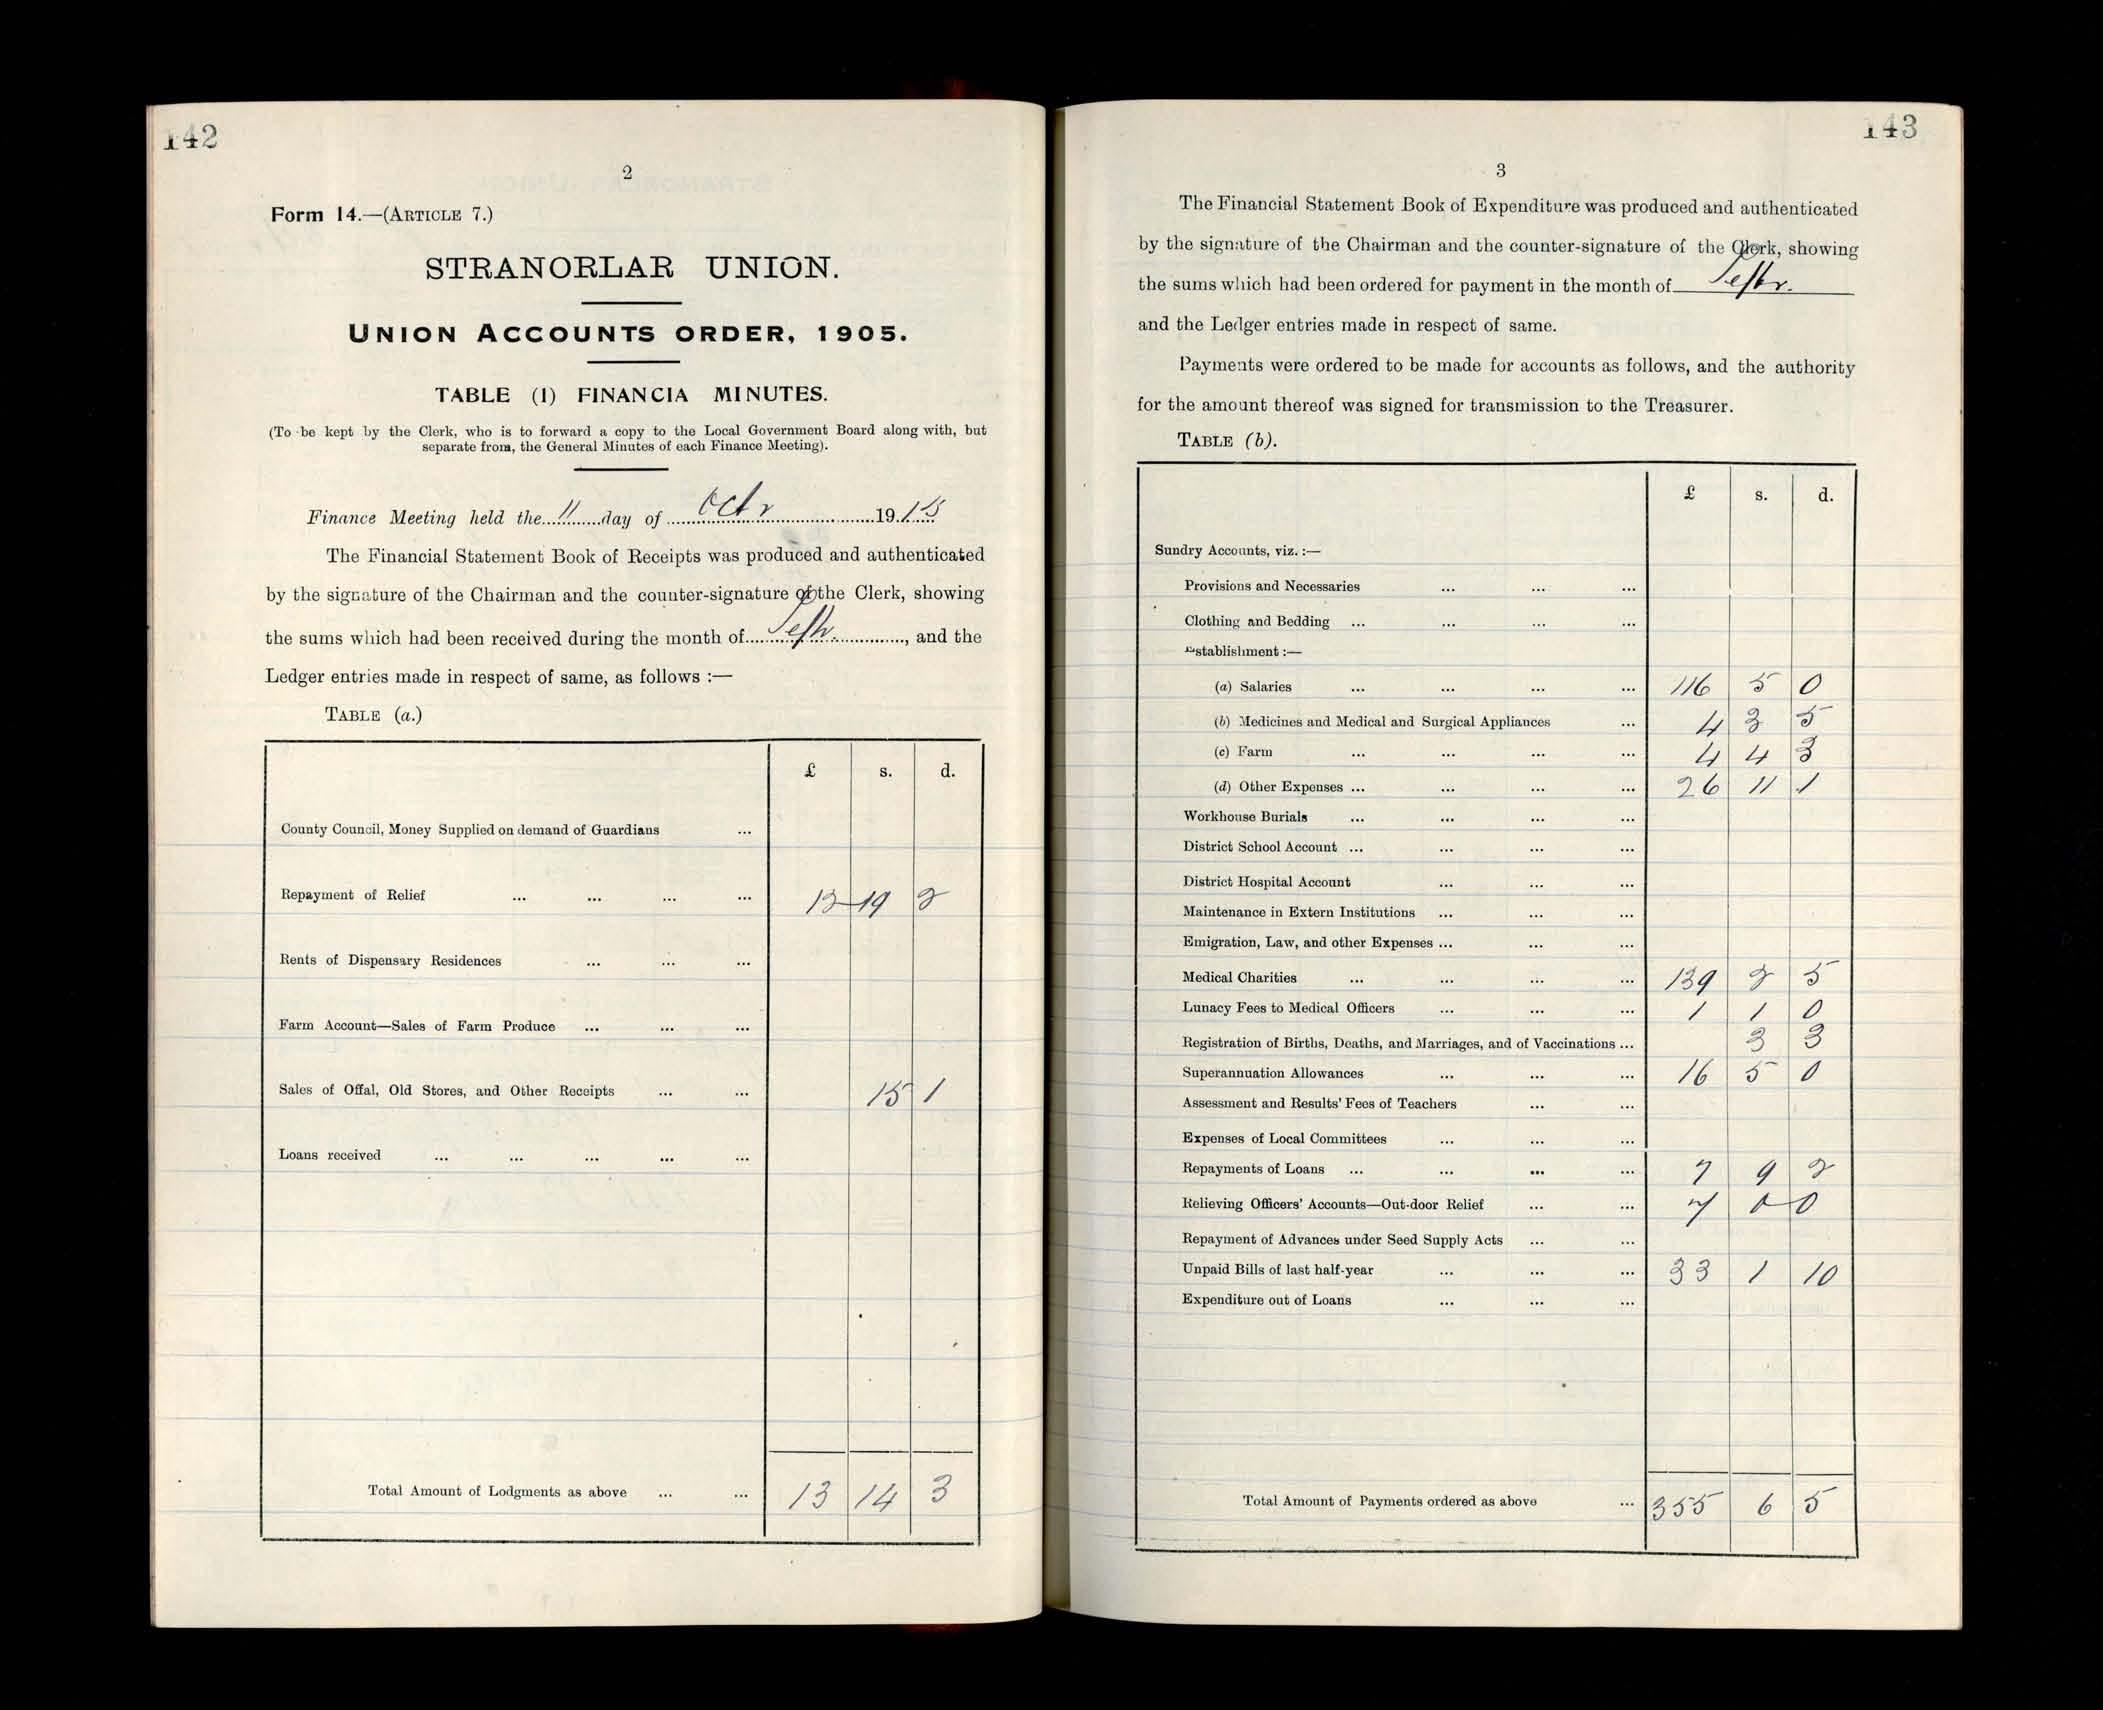 142
2
Form 14.—(ARTICLE 7.)
STRANORLAR UNION.
UNION ACCOUNTS ORDER, 1905.
TABLE (1) FINANCIA MINUTES.
(To be kept by the Clerk, who is to forward a copy to the Local Government Board along with, but
separate from, the General Minutes of each Finance Meeting).
Finance Meeting held the 11 day of Octr 1915
The Financial Statement Book of Receipts was produced and authenticated
by the signature of the Chairman and the counter-signature of the Clerk, showing
the sums which had been received during the month of Septr., and the
Ledger entries made in respect of same, as follows :—
TABLE (a.)
£ s. d.
County Council, Money Supplied on demand of Guardians ...
Repayment of Relief ... ... ... ... 12 19 2
Rents of Dispensary Residences ... ... ...
Farm Account—Sales of Farm Produce ... ... ...
Sales of Offal, Old Stores, and Other Receipts ... ... 15 1
Loans received ... ... ... ... ...
Total Amount of Lodgments as above ... ... 13 14 3
143
3
The Financial Statement Book of Expenditure was produced and authenticated
by the signature of the Chairman and the counter-signature of the Clerk, showing
the sums which had been ordered for payment in the month of Septr.
and the Ledger entries made in respect of same.
Payments were ordered to be made for accounts as follows, and the authority
for the amount thereof was signed for transmission to the Treasurer.
TABLE (b).
£ s. d.
Sundry Accounts, viz. :—
Provisions and Necessaries ... ... ...
Clothing and Bedding ... ... ... ...
Establishment :—
(a) Salaries ... ... ... ... 116 5 0
(b) Medicines and Medical and Surgical Appliances ... 4 3 5
(c) Farm ... ... ... ... 4 4 3
(d) Other Expenses ... ... ... ... 26 11 1
Workhouse Burials ... ... ... ...
District School Account ... ... ... ...
District Hospital Account ... ... ...
Maintenance in Extern Institutions ... ... ...
Emigration, Law, and other Expenses ... ... ...
Medical Charities ... ... ... ... 139 2 5
Lunacy Fees to Medical Officers ... ... ... 1 1 0
Registration of Births, Deaths, and Marriages, and of Vaccinations ... 3 3
Superannuation Allowances ... ... ... 16 5 0
Assessment and Results' Fees of Teachers ... ...
Expenses of Local Committees ... ... ...
Repayments of Loans ... ... ... ... 7 9 2
Relieving Officers' Accounts—Out-door Relief ... ... 7 0 0
Repayment of Advances under Seed Supply Acts ... ...
Unpaid Bills of last half-year ... ... ... 33 1 10
Expenditure out of Loans ... ... ...
Total Amount of Payments ordered as above ... 355 6 5